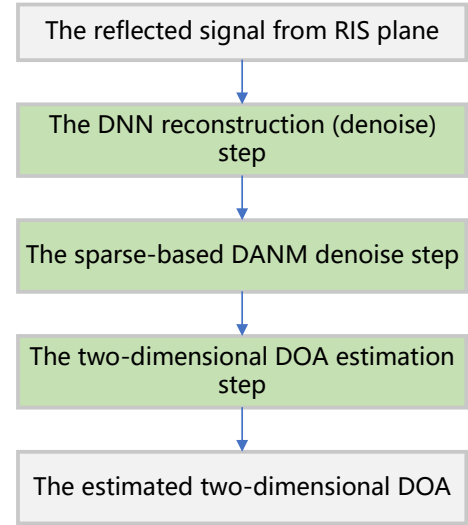 The reflected signal from RIS plane
The DNN reconstruction (denoise)
step
The sparse-based DANM denoise step
The two-dimensional DOA estimation
step
The estimated two-dimensional DOA